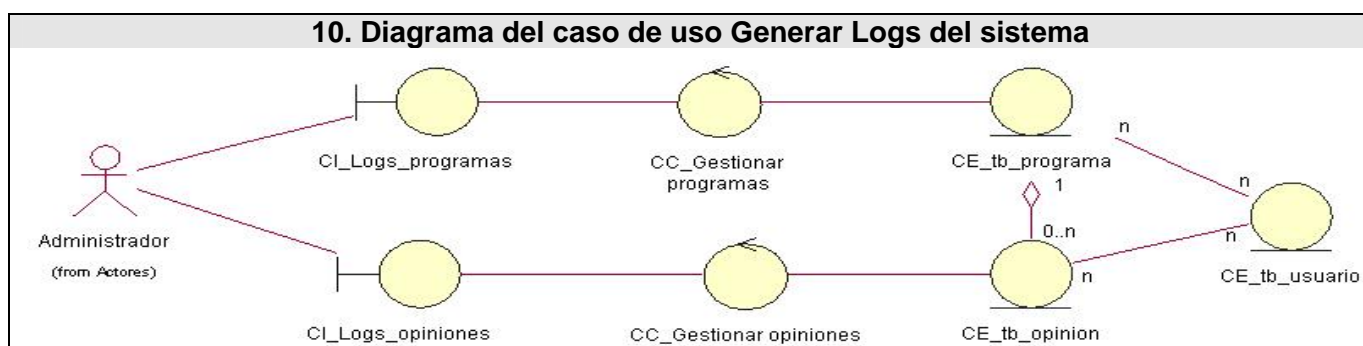 10. Diagrama del caso de uso Generar Logs del sistema
CI_Logs_programas
CC_Gestionar
programas
CE_tb_programa
n
n
1
0..n
n
n
Administrador
(from Actores)
CE_tb_usuario
CI_Logs_opiniones
CC_Gestionar opiniones
CE_tb_opinion